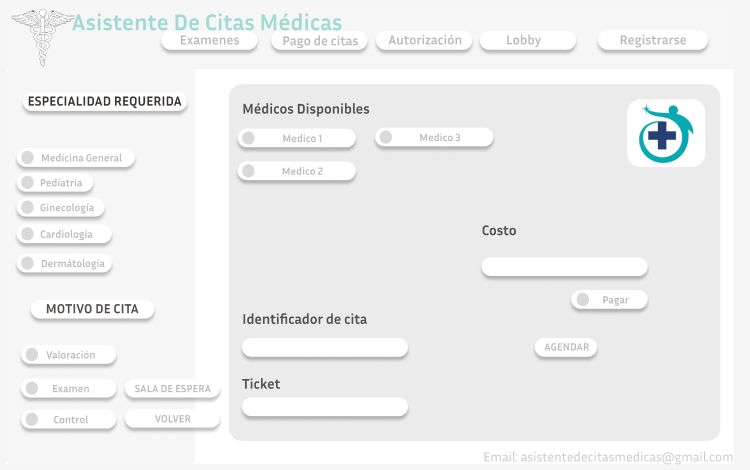 Asistente De Citas Médicas
Examenes
Pago de citas
Autorización
Lobby
Registrarse
ESPECIALIDAD REQUERIDA
Medicina General
Pedíatria
Ginecología
Cardiología
Dermátologia
MOTIVO DE CITA
Valoración
Examen
Control
SALA DE ESPERA
VOLVER
Médicos Disponibles
Medico 1
Medico 3
Medico 2
Costo
Pagar
Identificador de cita
AGENDAR
Ticket
Email: asistentedecitasmedicas@gmail.com